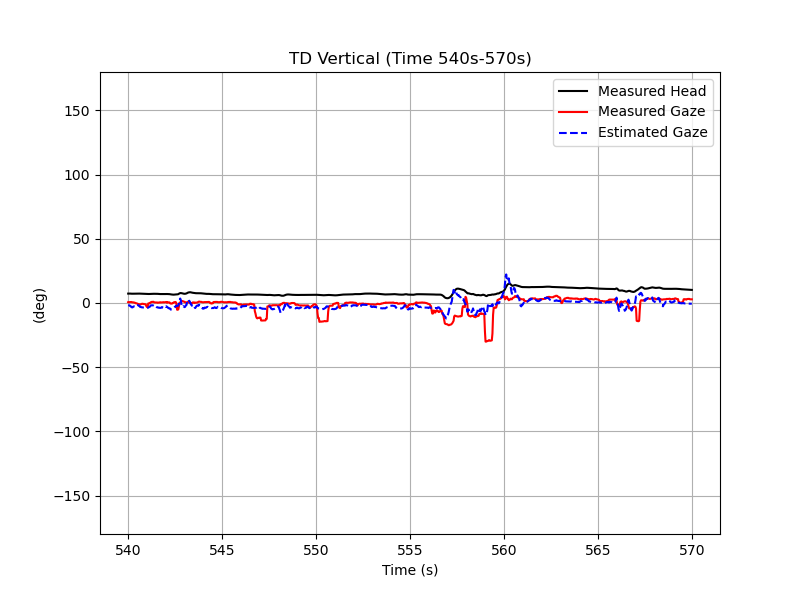 TD Vertical (Time 540s-570s)
Measured Head
Measured Gaze
Estimated Gaze
150
100
50
0
−50
−100
−150
(deg)
540 545 550 555 560 565 570
Time (s)